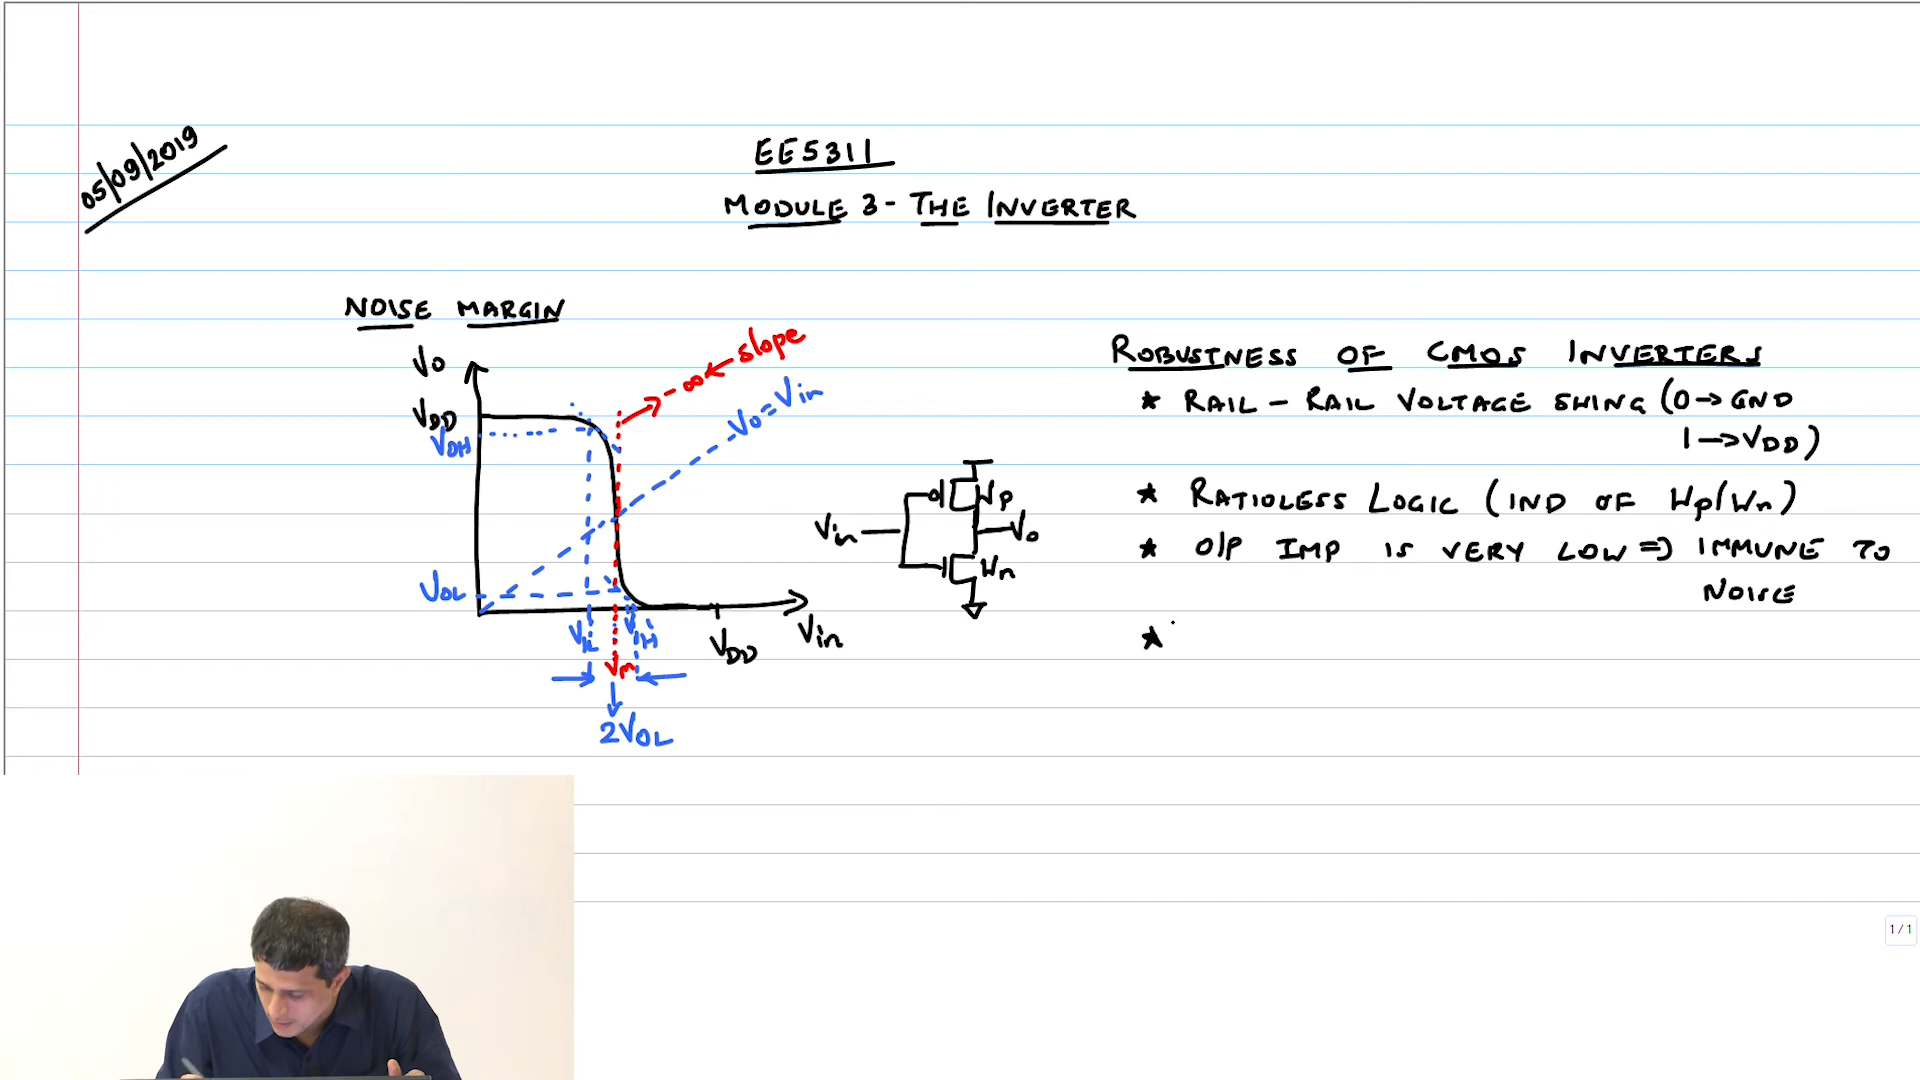 05/09/2019
EE5311
MODULE 3 - THE INVERTER
NOISE MARGIN
Vo
VDD
VOH
VOL
slope
- ∞
Vo = Vin
VIL
VIH
VM
VDD
Vin
2VOL
Vin
Wp
Vo
Wn
ROBUSTNESS OF CMOS INVERTERS
* RAIL - RAIL VOLTAGE SWING (0 → GND
1 → VDD)
* RATIOLESS LOGIC (IND OF Wp/Wn)
* O/P IMP IS VERY LOW => IMMUNE TO
NOISE
*
1 / 1